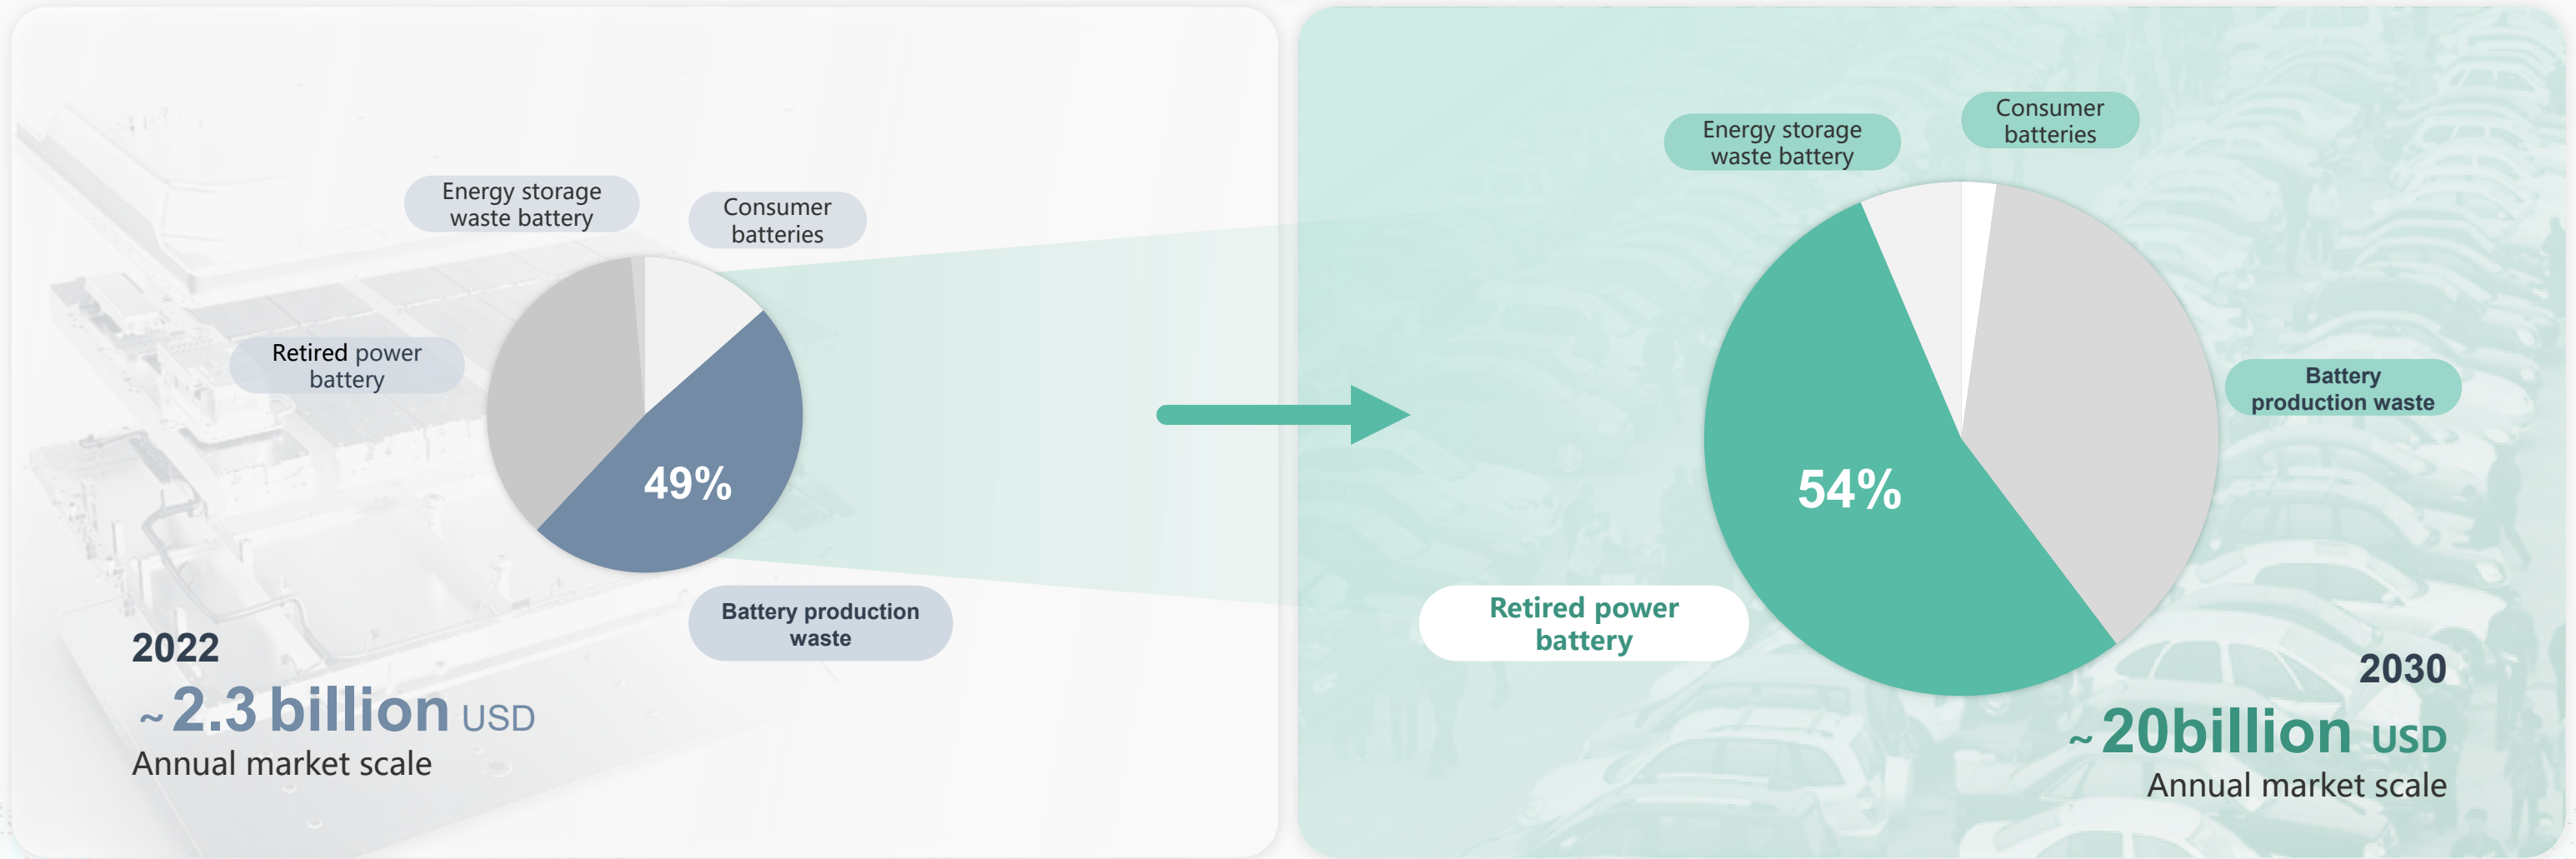 Energy storage
waste battery
Consumer
batteries
Retired power
battery
49%
Battery production
waste
2022
~2.3 billion USD
Annual market scale
Energy storage
waste battery
Consumer
batteries
Battery
production waste
54%
Retired power
battery
2030
~20billion USD
Annual market scale